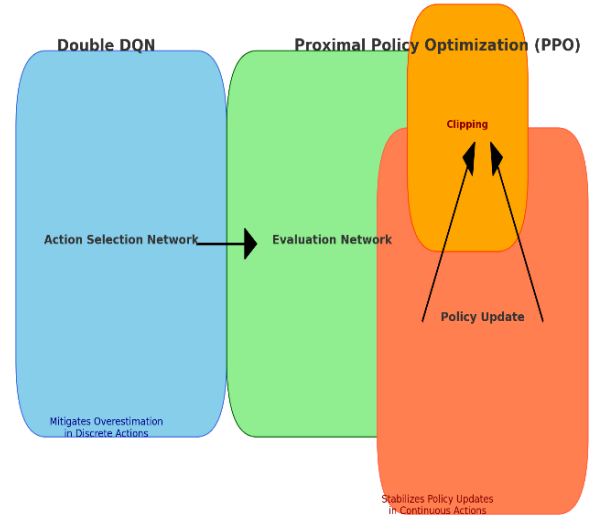 Double DQN
Proximal Policy Optimization (PPO)
Clipping
Action Selection Network
Evaluation Network
Policy Update
Mitigates Overestimation
in Discrete Actions
Stabilizes Policy Updates
in Continuous Actions